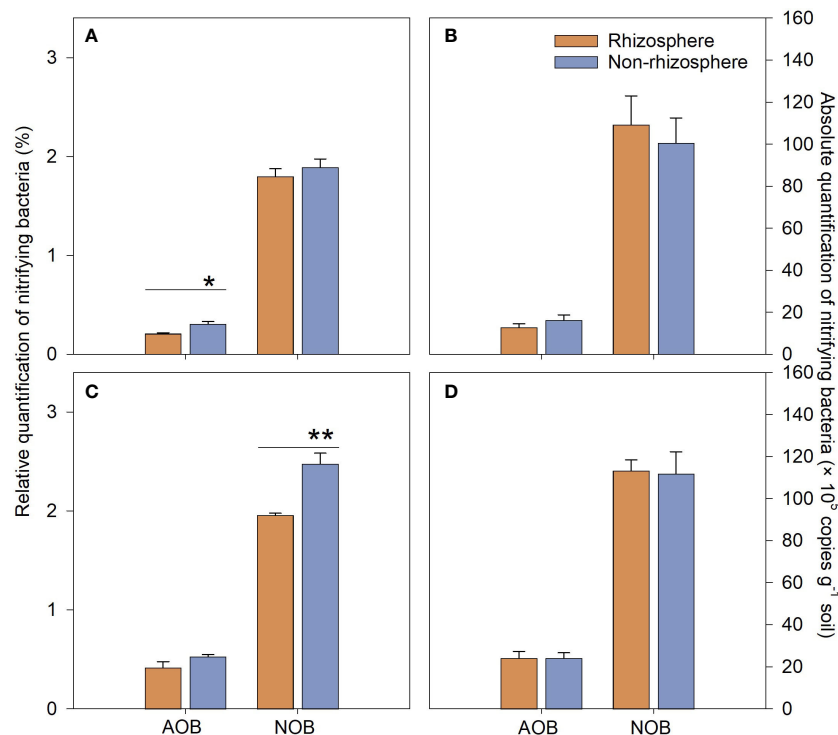 A
B
160
Rhizosphere
Non-rhizosphere
3
140
120
2
100
80
1
60
*
40
20
0
0
C
D
160
3
**
140
120
2
100
80
1
60
40
20
0
0
AOB
NOB
AOB
NOB
Relative quantification of nitrifying bacteria (%)
Absolute quantification of nitrifying bacteria (× 10⁵ copies g⁻¹ soil)